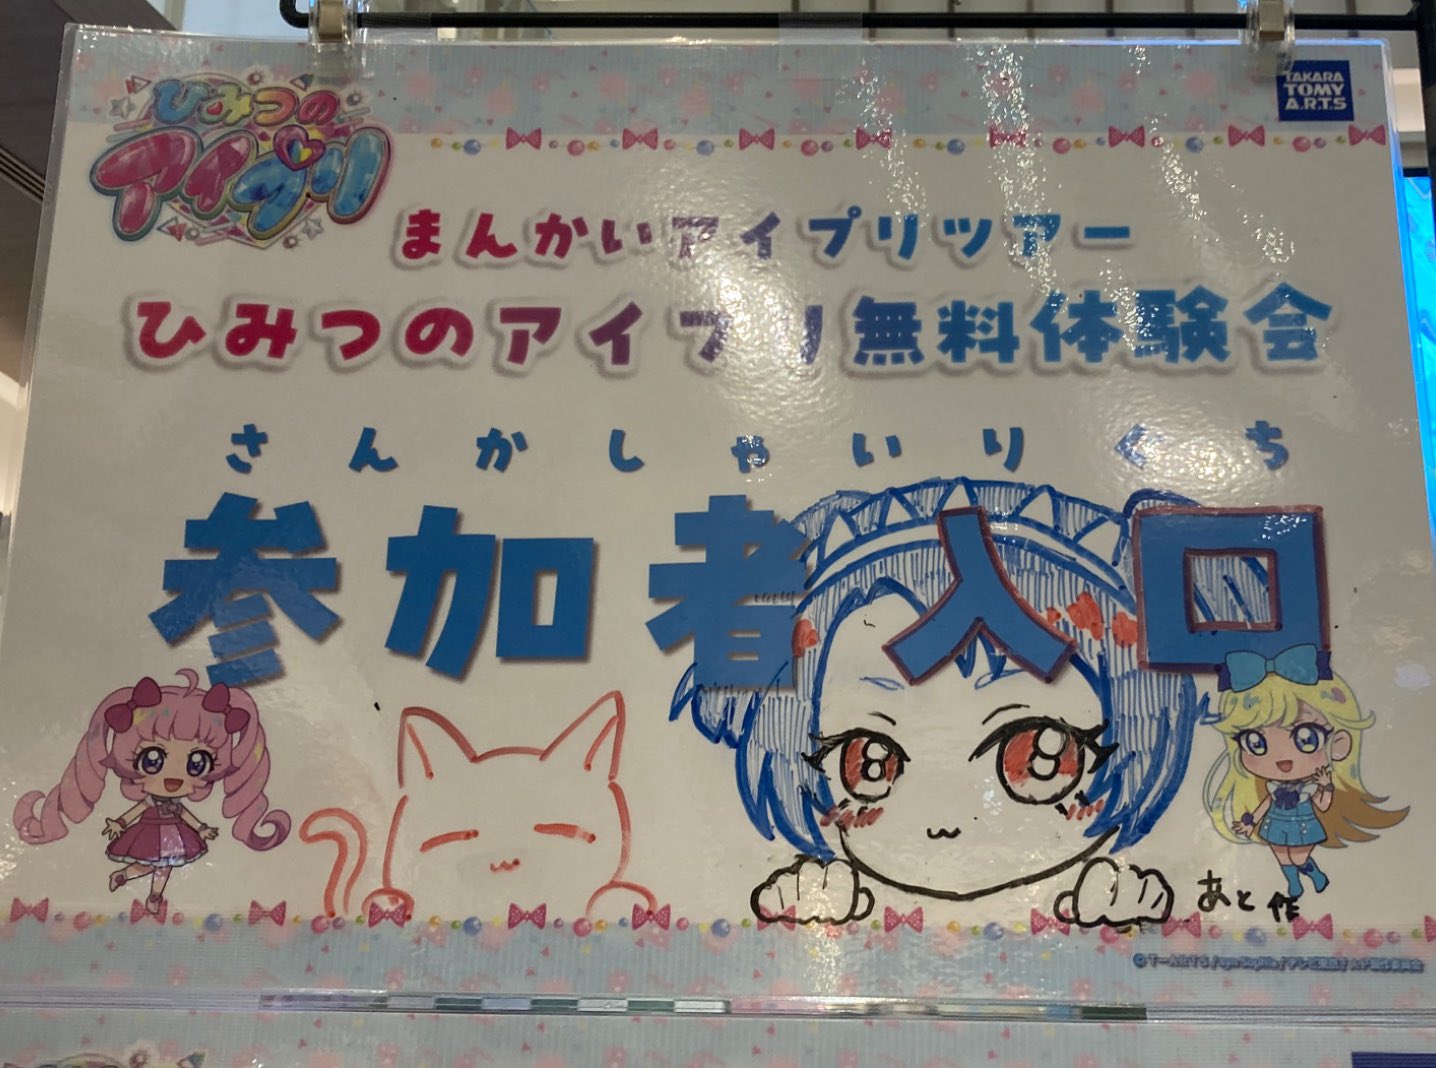 ひみつの
アイプリ
TAKARA
TOMY
A.R.T.S
まんかいアイプリツアー
ひみつのアイプリ無料体験会
さんかしゃいりくち
参加者入口
あと作